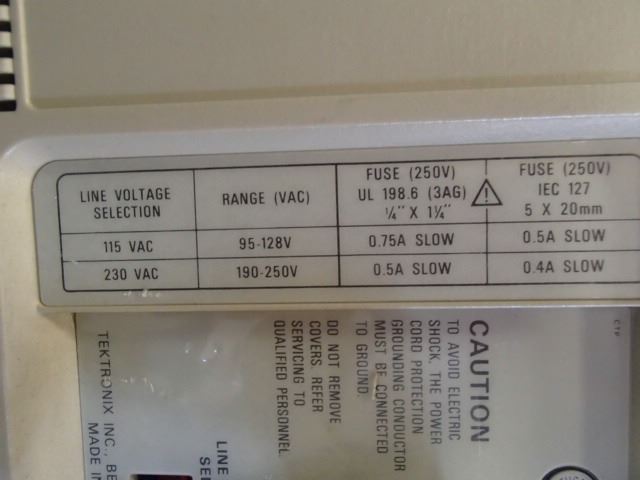 LINE VOLTAGE
SELECTION
RANGE (VAC)
FUSE (250V)
UL 198.6 (3AG)
¼" X 1¼"
FUSE (250V)
IEC 127
5 X 20mm
115 VAC
95-128V
0.75A SLOW
0.5A SLOW
230 VAC
190-250V
0.5A SLOW
0.4A SLOW
CAUTION
TO AVOID ELECTRIC
SHOCK, THE POWER
CORD PROTECTION
GROUNDING CONDUCTOR
MUST BE CONNECTED
TO GROUND.
DO NOT REMOVE
COVERS. REFER
SERVICING TO
QUALIFIED PERSONNEL.
LINE
TEKTRONIX INC.,
MADE